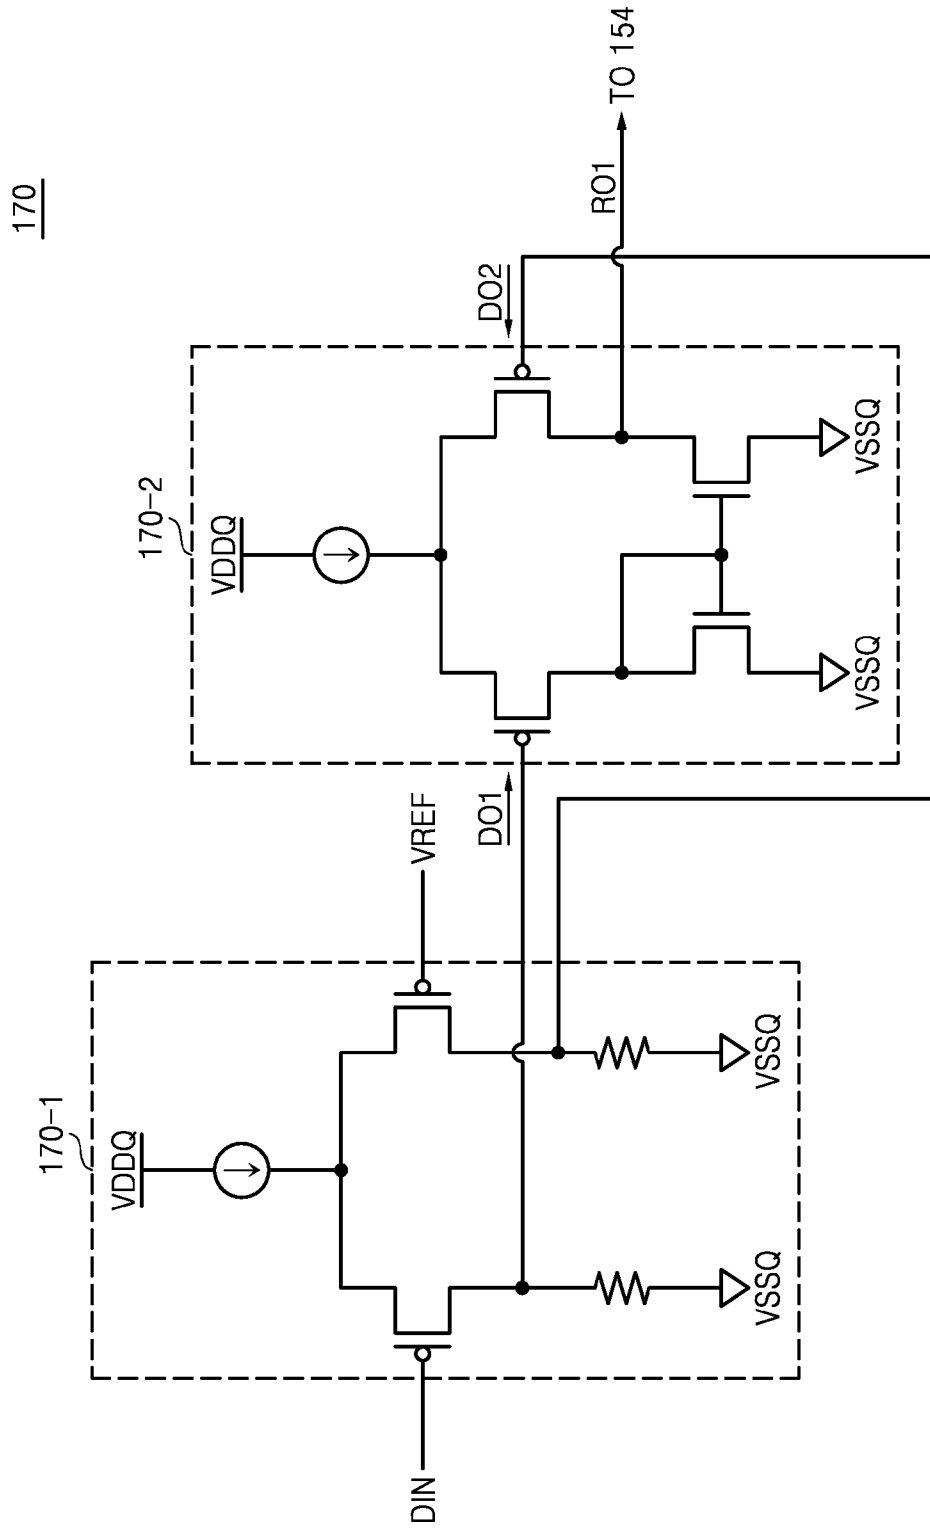 170
170-1
VDDQ
DIN
VREF
VSSQ
VSSQ
170-2
VDDQ
DO1
DO2
RO1
TO 154
VSSQ
VSSQ